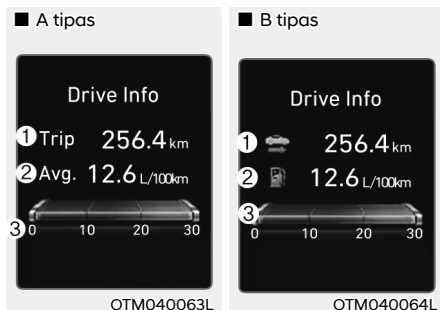 ■ A tipas
Drive Info
① Trip 256.4 km
② Avg. 12.6 L/100km
③
0 10 20 30
OTM040063L
■ B tipas
Drive Info
① 256.4 km
② 12.6 L/100km
③
0 10 20 30
OTM040064L